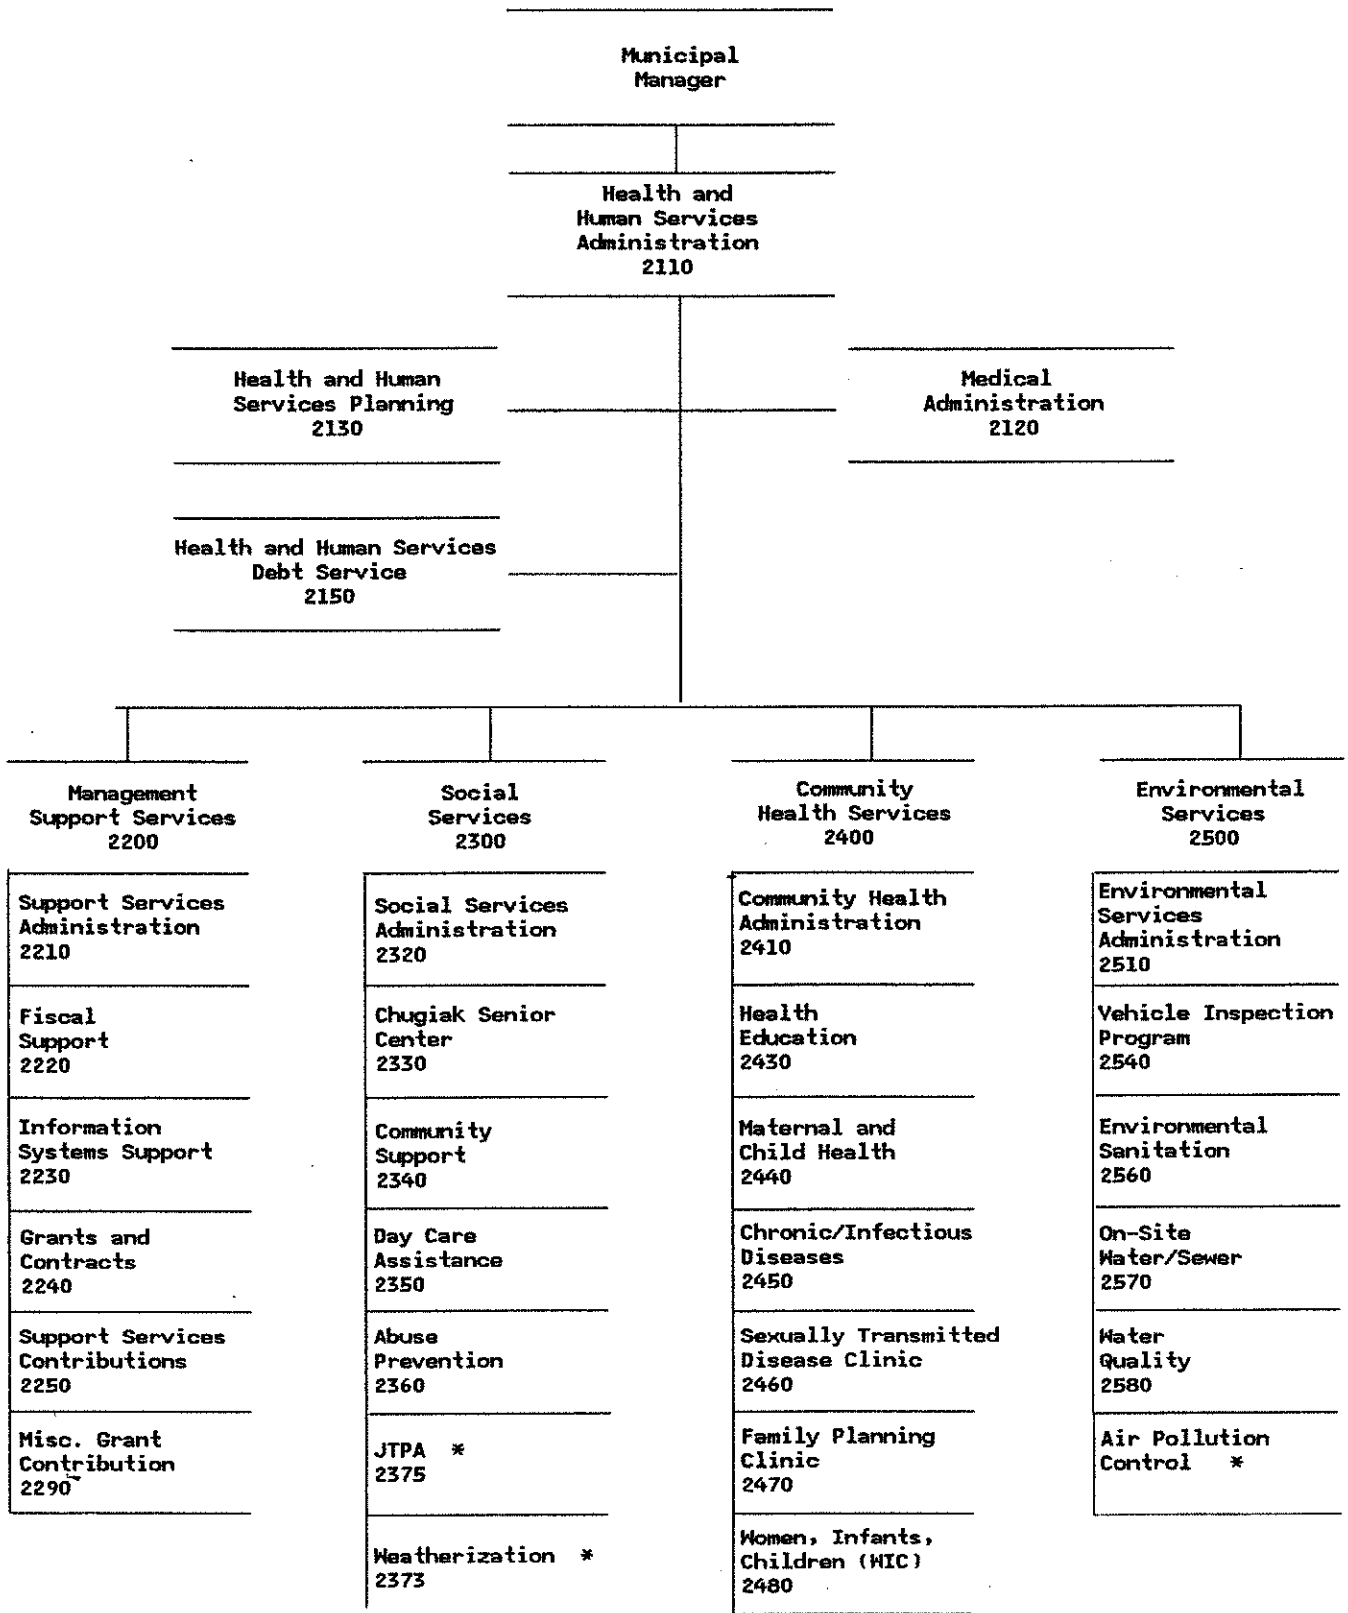 Municipal
Manager
Health and
Human Services
Administration
2110
Health and Human
Services Planning
2130
Medical
Administration
2120
Health and Human Services
Debt Service
2150
Management
Support Services
2200
Support Services
Administration
2210
Fiscal
Support
2220
Information
Systems Support
2230
Grants and
Contracts
2240
Support Services
Contributions
2250
Misc. Grant
Contribution
2290
Social
Services
2300
Social Services
Administration
2320
Chugiak Senior
Center
2330
Community
Support
2340
Day Care
Assistance
2350
Abuse
Prevention
2360
JTPA *
2375
Weatherization *
2373
Community
Health Services
2400
Community Health
Administration
2410
Health
Education
2430
Maternal and
Child Health
2440
Chronic/Infectious
Diseases
2450
Sexually Transmitted
Disease Clinic
2460
Family Planning
Clinic
2470
Women, Infants,
Children (WIC)
2480
Environmental
Services
2500
Environmental
Services
Administration
2510
Vehicle Inspection
Program
2540
Environmental
Sanitation
2560
On-Site
Water/Sewer
2570
Water
Quality
2580
Air Pollution
Control *